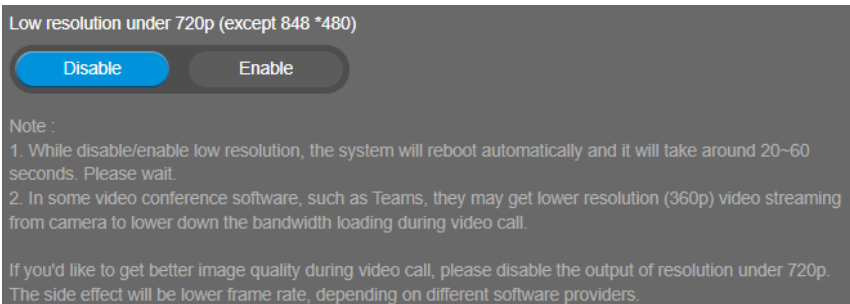 Low resolution under 720p (except 848 *480)
Disable Enable
Note :
1. While disable/enable low resolution, the system will reboot automatically and it will take around 20~60
seconds. Please wait.
2. In some video conference software, such as Teams, they may get lower resolution (360p) video streaming
from camera to lower down the bandwidth loading during video call.
If you'd like to get better image quality during video call, please disable the output of resolution under 720p.
The side effect will be lower frame rate, depending on different software providers.